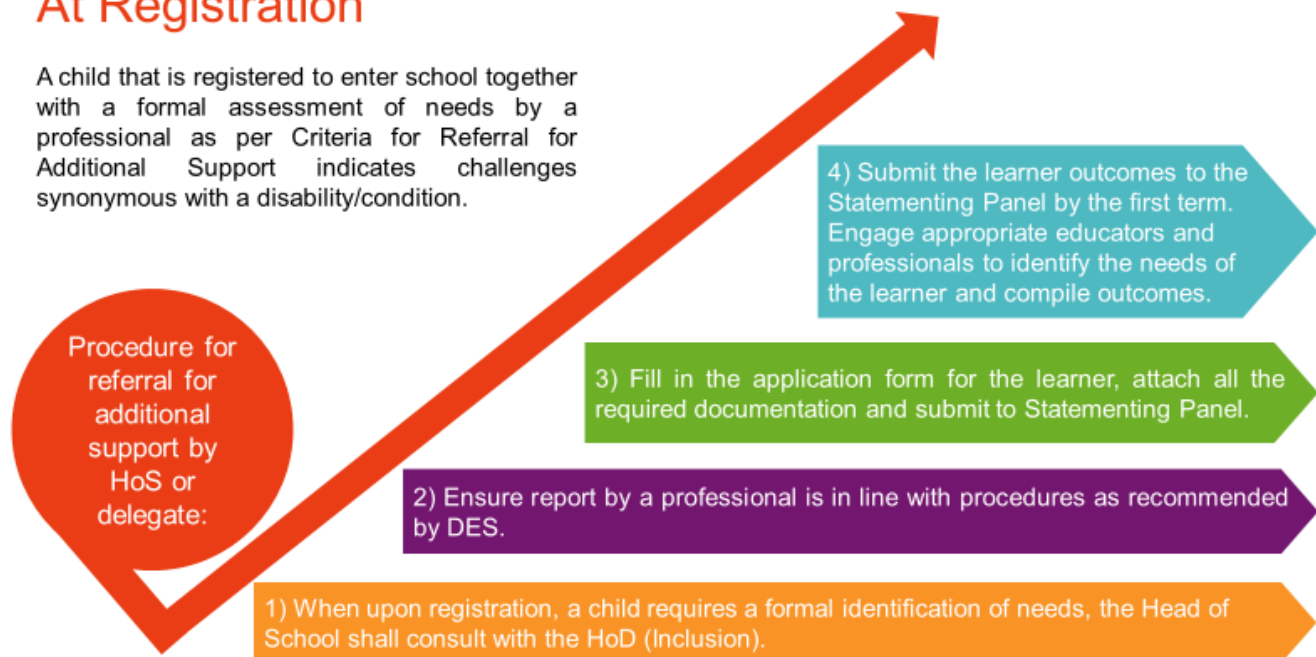 At Registration
A child that is registered to enter school together
with a formal assessment of needs by a
professional as per Criteria for Referral for
Additional Support indicates challenges
synonymous with a disability/condition.
Procedure for
referral for
additional
support by
HoS or
delegate:
4) Submit the learner outcomes to the
Statementing Panel by the first term.
Engage appropriate educators and
professionals to identify the needs of
the learner and compile outcomes.
3) Fill in the application form for the learner, attach all the
required documentation and submit to Statementing Panel.
2) Ensure report by a professional is in line with procedures as recommended
by DES.
1) When upon registration, a child requires a formal identification of needs, the Head of
School shall consult with the HoD (Inclusion).